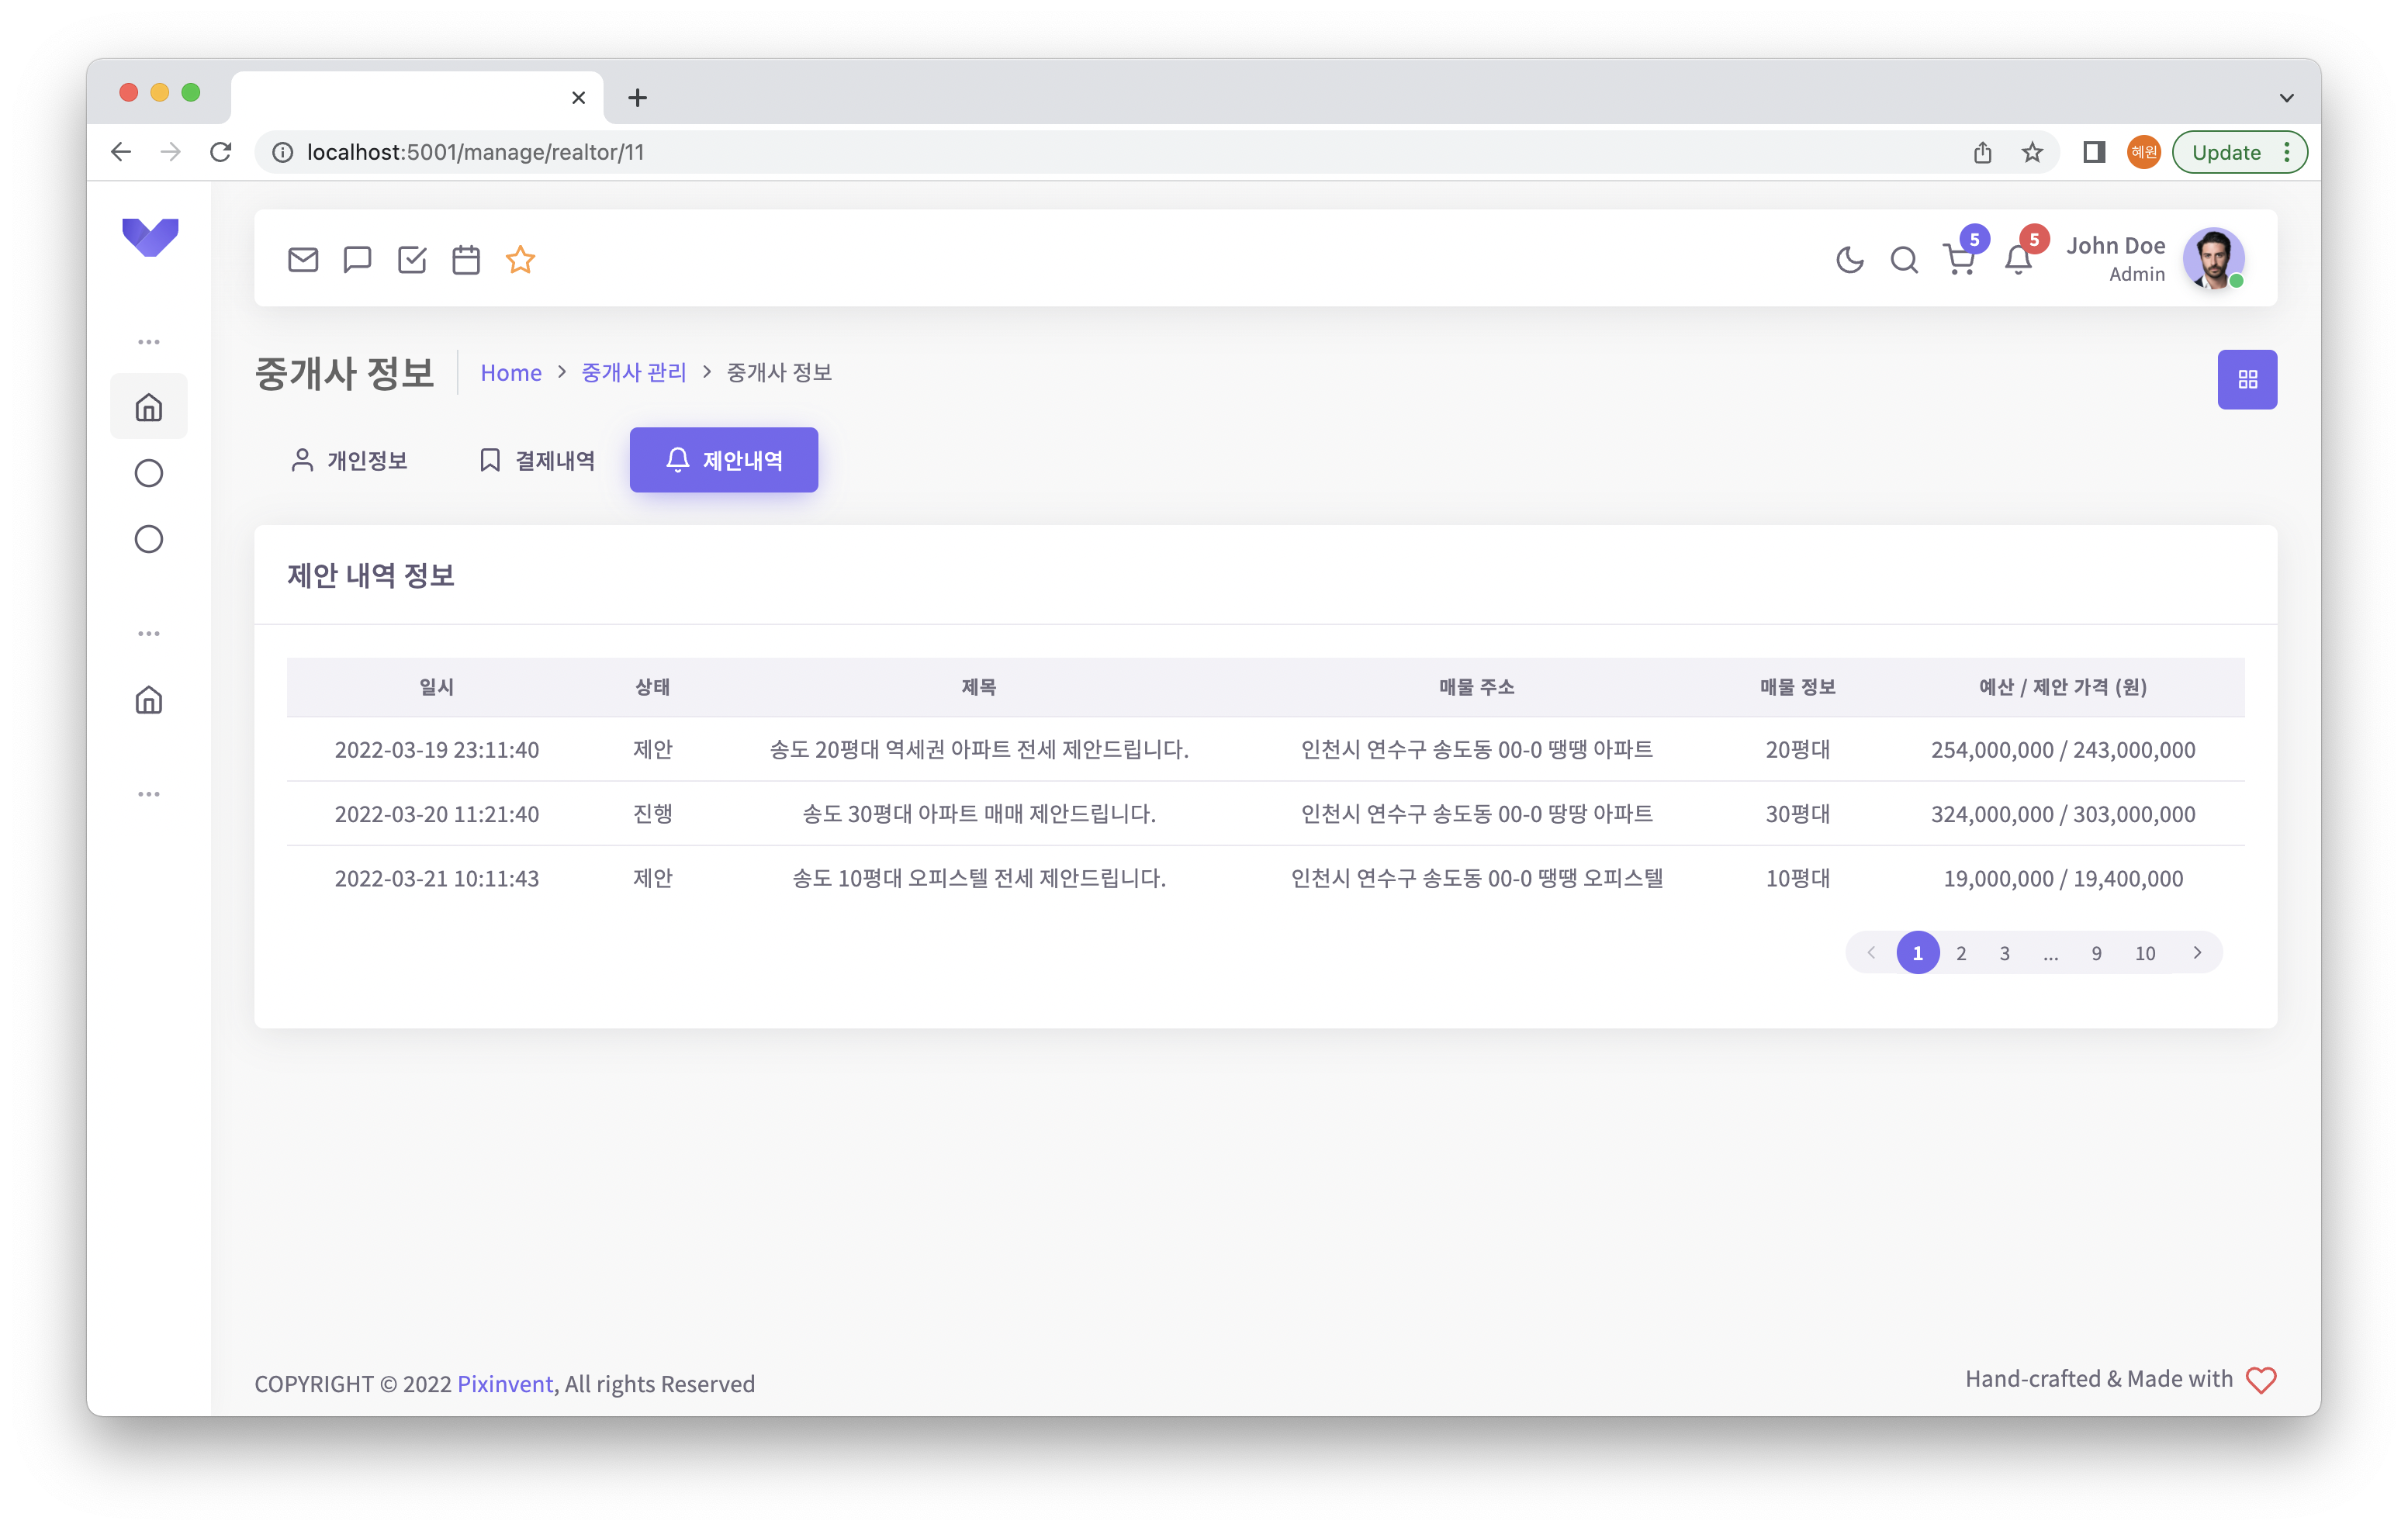 localhost:5001/manage/realtor/11
혜원
Update
5
5
John Doe
Admin
중개사 정보
Home > 중개사 관리 > 중개사 정보
개인정보
결제내역
제안내역
제안 내역 정보
일시 상태 제목 매물 주소 매물 정보 예산 / 제안 가격 (원)
2022-03-19 23:11:40 제안 송도 20평대 역세권 아파트 전세 제안드립니다. 인천시 연수구 송도동 00-0 땡땡 아파트 20평대 254,000,000 / 243,000,000
2022-03-20 11:21:40 진행 송도 30평대 아파트 매매 제안드립니다. 인천시 연수구 송도동 00-0 땅땅 아파트 30평대 324,000,000 / 303,000,000
2022-03-21 10:11:43 제안 송도 10평대 오피스텔 전세 제안드립니다. 인천시 연수구 송도동 00-0 땡땡 오피스텔 10평대 19,000,000 / 19,400,000
1 2 3 ... 9 10
COPYRIGHT © 2022 Pixinvent, All rights Reserved
Hand-crafted & Made with